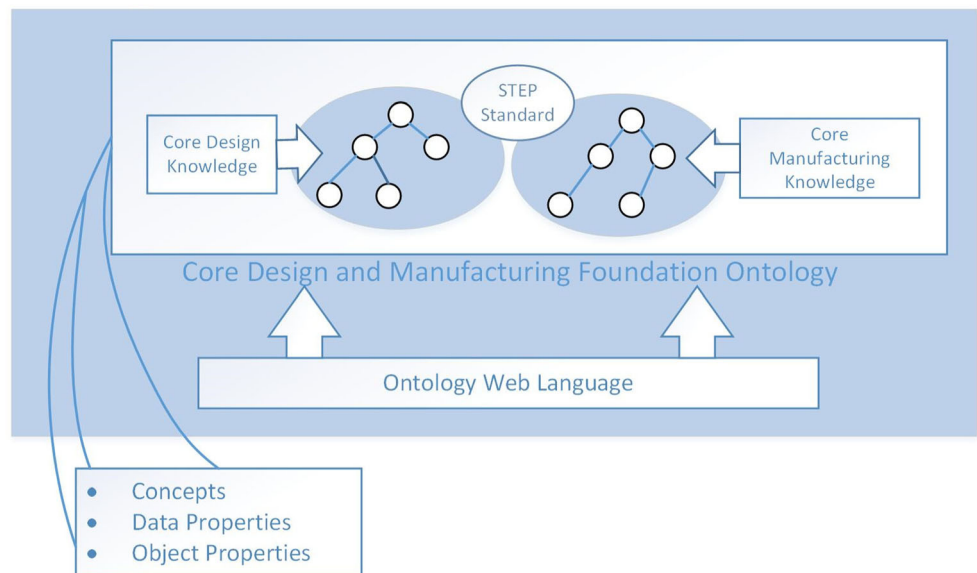 STEP
Standard
Core Design
Knowledge
Core
Manufacturing
Knowledge
Core Design and Manufacturing Foundation Ontology
Ontology Web Language
• Concepts
• Data Properties
• Object Properties